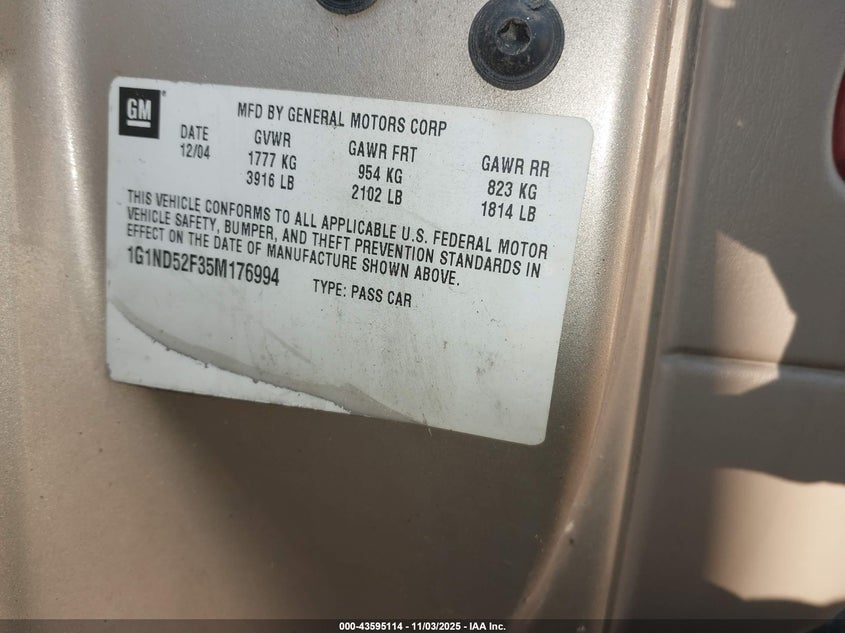 GM
MFD BY GENERAL MOTORS CORP
DATE GVWR GAWR FRT GAWR RR
12/04 1777 KG 954 KG 823 KG
3916 LB 2102 LB 1814 LB
THIS VEHICLE CONFORMS TO ALL APPLICABLE U.S. FEDERAL MOTOR
VEHICLE SAFETY, BUMPER, AND THEFT PREVENTION STANDARDS IN
EFFECT ON THE DATE OF MANUFACTURE SHOWN ABOVE.
1G1ND52F35M176994 TYPE: PASS CAR
000-43595114 - 11/03/2025 - IAA Inc.